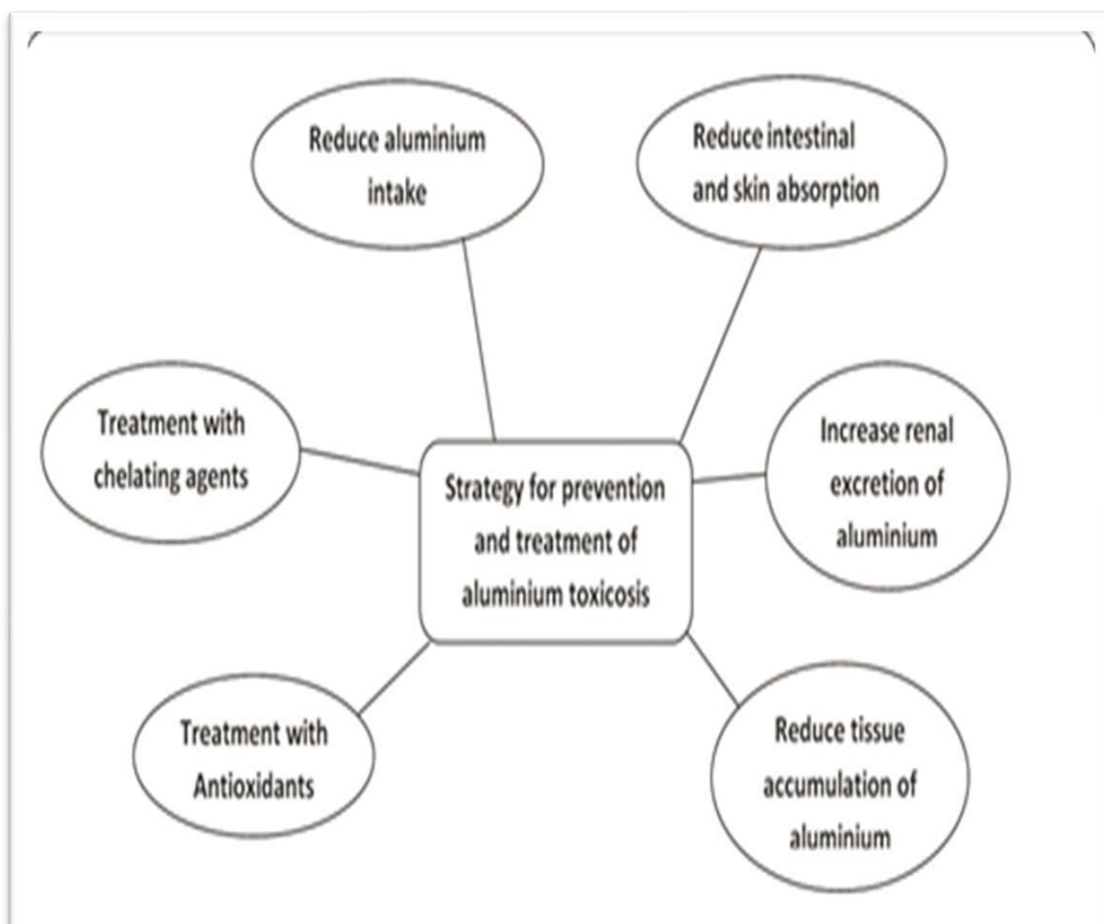 Reduce aluminium
intake
Reduce intestinal
and skin absorption
Treatment with
chelating agents
Increase renal
excretion of
aluminium
Strategy for prevention
and treatment of
aluminium toxicosis
Treatment with
Antioxidants
Reduce tissue
accumulation of
aluminium